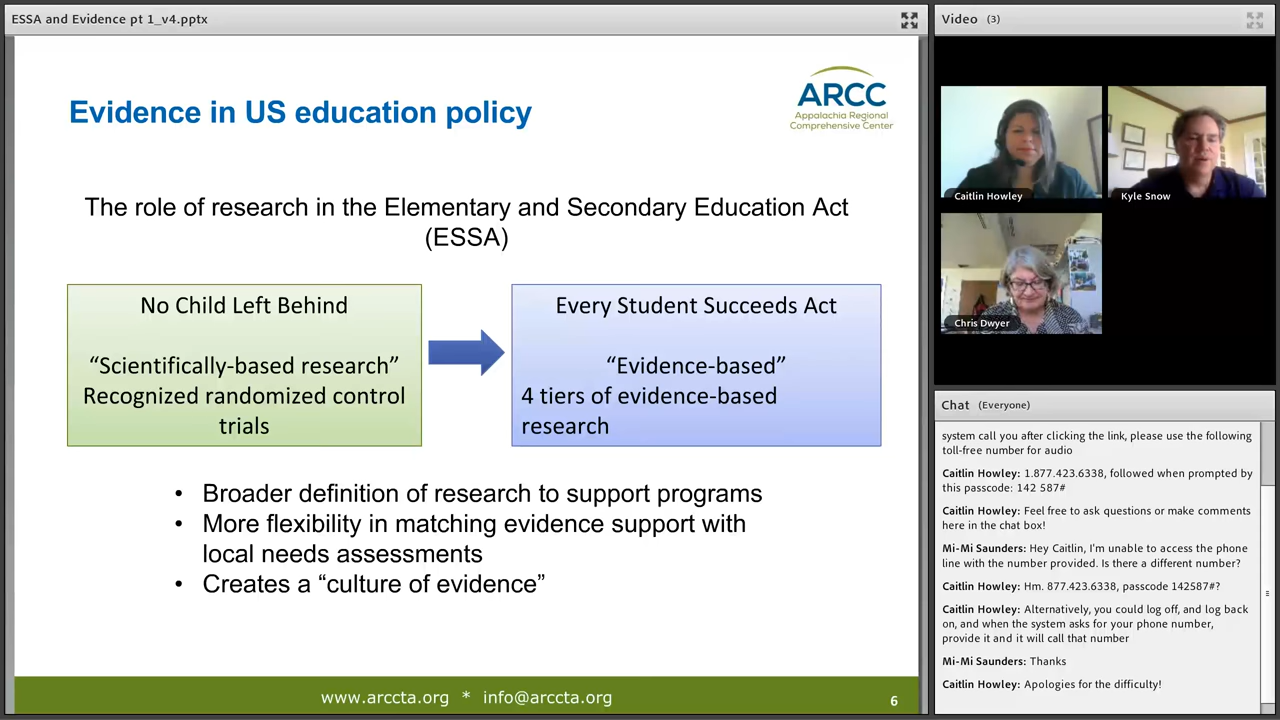 ESSA and Evidence pt 1_v4.pptx
Evidence in US education policy
ARCC
Appalachia Regional
Comprehensive Center
The role of research in the Elementary and Secondary Education Act
(ESSA)
No Child Left Behind
“Scientifically-based research”
Recognized randomized control
trials
Every Student Succeeds Act
“Evidence-based”
4 tiers of evidence-based
research
• Broader definition of research to support programs
• More flexibility in matching evidence support with
local needs assessments
• Creates a “culture of evidence”
www.arccta.org * info@arccta.org
6
Video (3)
Caitlin Howley
Kyle Snow
Chris Dwyer
Chat (Everyone)
system call you after clicking the link, please use the following
toll-free number for audio
Caitlin Howley: 1.877.423.6338, followed when prompted by
this passcode: 142 587#
Caitlin Howley: Feel free to ask questions or make comments
here in the chat box!
Mi-Mi Saunders: Hey Caitlin, I'm unable to access the phone
line with the number provided. Is there a different number?
Caitlin Howley: Hm. 877.423.6338, passcode 142587#?
Caitlin Howley: Alternatively, you could log off, and log back
on, and when the system asks for your phone number,
provide it and it will call that number
Mi-Mi Saunders: Thanks
Caitlin Howley: Apologies for the difficulty!